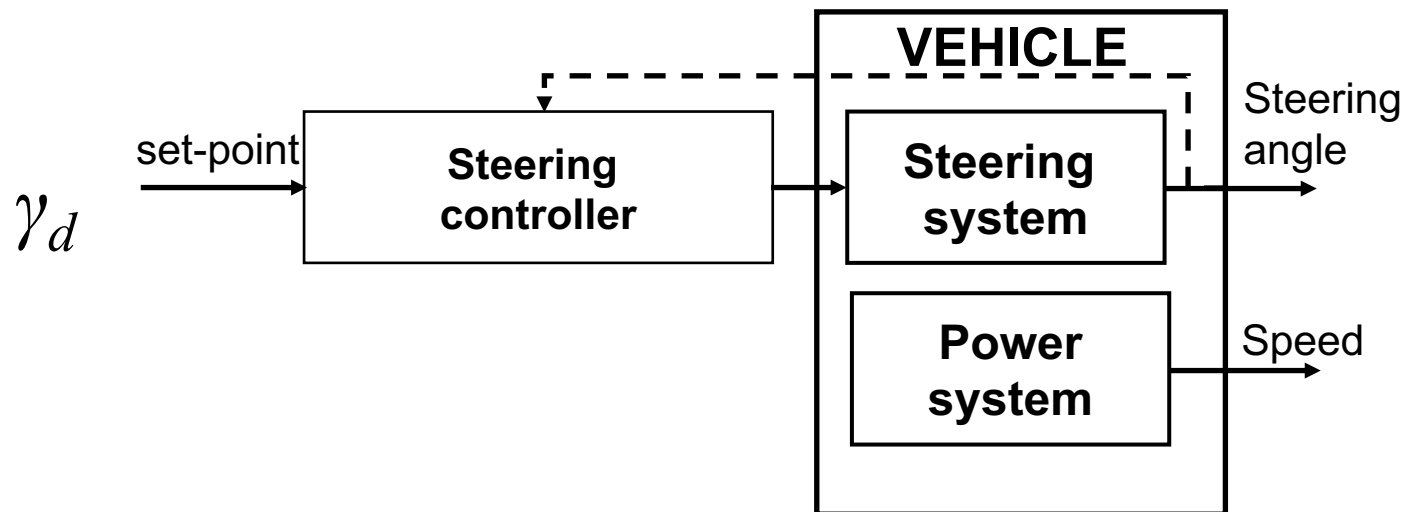 VEHICLE
set-point
γd
Steering
controller
Steering
system
Steering
angle
Power
system
Speed